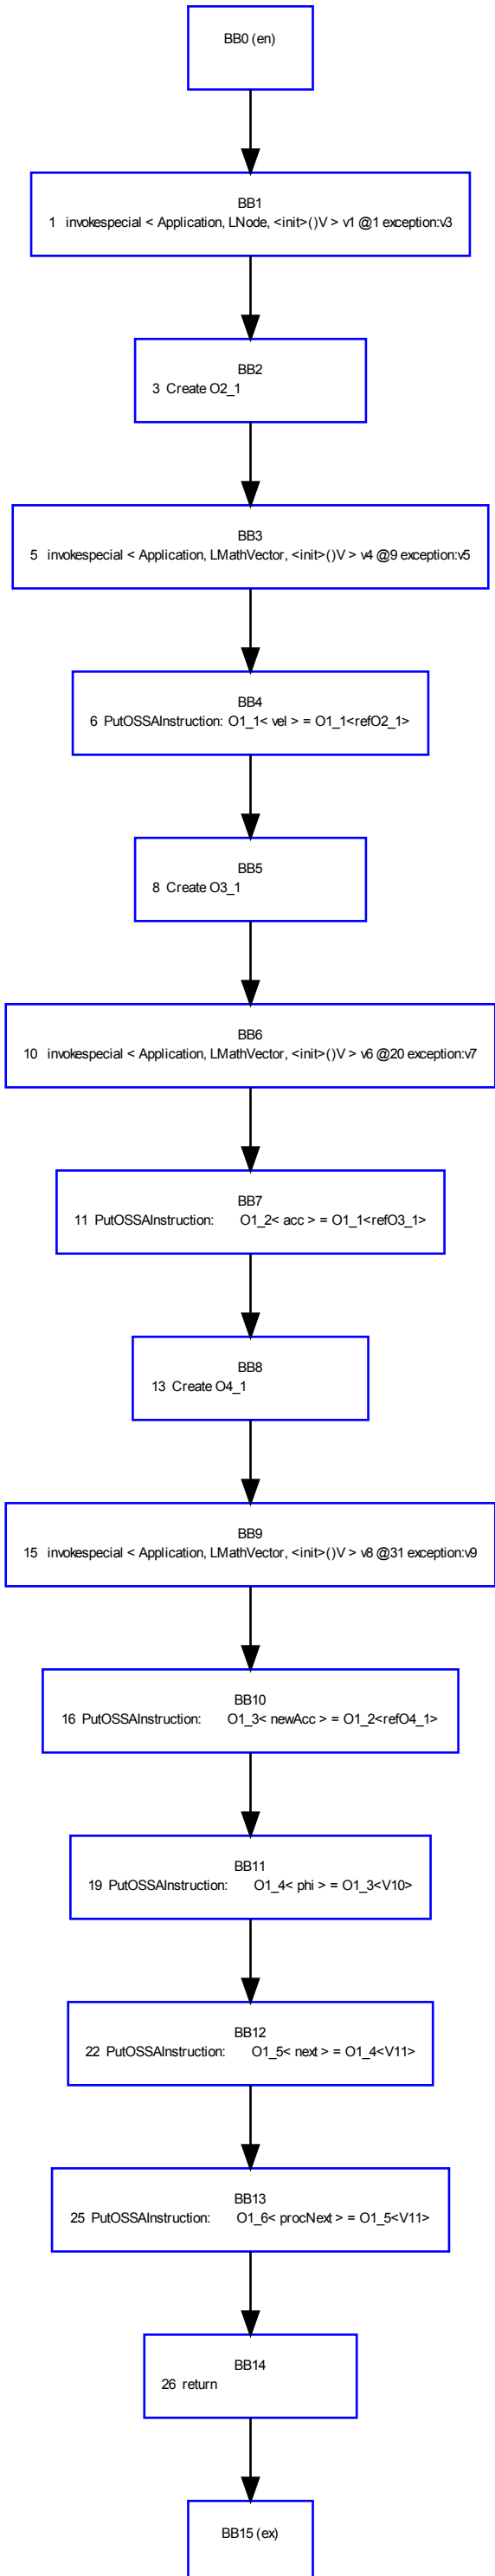 BB0 (en)
BB1
1 invokespecial < Application, LNode, <init>()V > v1 @1 exception:v3
BB2
3 Create O2_1
BB3
5 invokespecial < Application, LMathVector, <init>()V > v4 @9 exception:v5
BB4
6 PutOSSAInstruction: O1_1< vel > = O1_1<refO2_1>
BB5
8 Create O3_1
BB6
10 invokespecial < Application, LMathVector, <init>()V > v6 @20 exception:v7
BB7
11 PutOSSAInstruction: O1_2< acc > = O1_1<refO3_1>
BB8
13 Create O4_1
BB9
15 invokespecial < Application, LMathVector, <init>()V > v8 @31 exception:v9
BB10
16 PutOSSAInstruction: O1_3< newAcc > = O1_2<refO4_1>
BB11
19 PutOSSAInstruction: O1_4< phi > = O1_3<V10>
BB12
22 PutOSSAInstruction: O1_5< next > = O1_4<V11>
BB13
25 PutOSSAInstruction: O1_6< procNext > = O1_5<V11>
BB14
26 return
BB15 (ex)